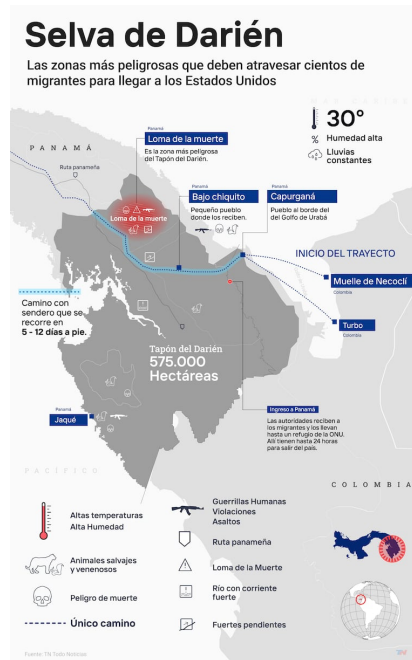 Selva de Darién
Las zonas más peligrosas que deben atravesar cientos de
migrantes para llegar a los Estados Unidos
30°
% Humedad alta
Lluvias
constantes
PANAMÁ
Ruta panameña
Panamá
Loma de la muerte
Es la zona más peligrosa
del Tapón del Darién.
Loma de la muerte
Panamá
Bajo chiquito
Pequeño pueblo
donde los reciben.
Panamá
Capurganá
Pueblo al borde del
del Golfo de Urabá
INICIO DEL TRAYECTO
Muelle de Necoclí
Colombia
Turbo
Colombia
Camino con
sendero que se
recorre en
5 - 12 días a pie.
Tapón del Darién
575.000
Hectáreas
Panamá
Jaqué
Ingreso a Panamá
Las autoridades reciben a
los migrantes y los llevan
hasta un refugio de la ONU.
Allí tienen hasta 24 horas
para salir del país.
PACÍFICO
COLOMBIA
Altas temperaturas
Alta Humedad
Animales salvajes
y venenosos
Peligro de muerte
Único camino
Guerrillas Humanas
Violaciones
Asaltos
Ruta panameña
Loma de la Muerte
Río con corriente
fuerte
Fuertes pendientes
Fuente: TN Todo Noticias